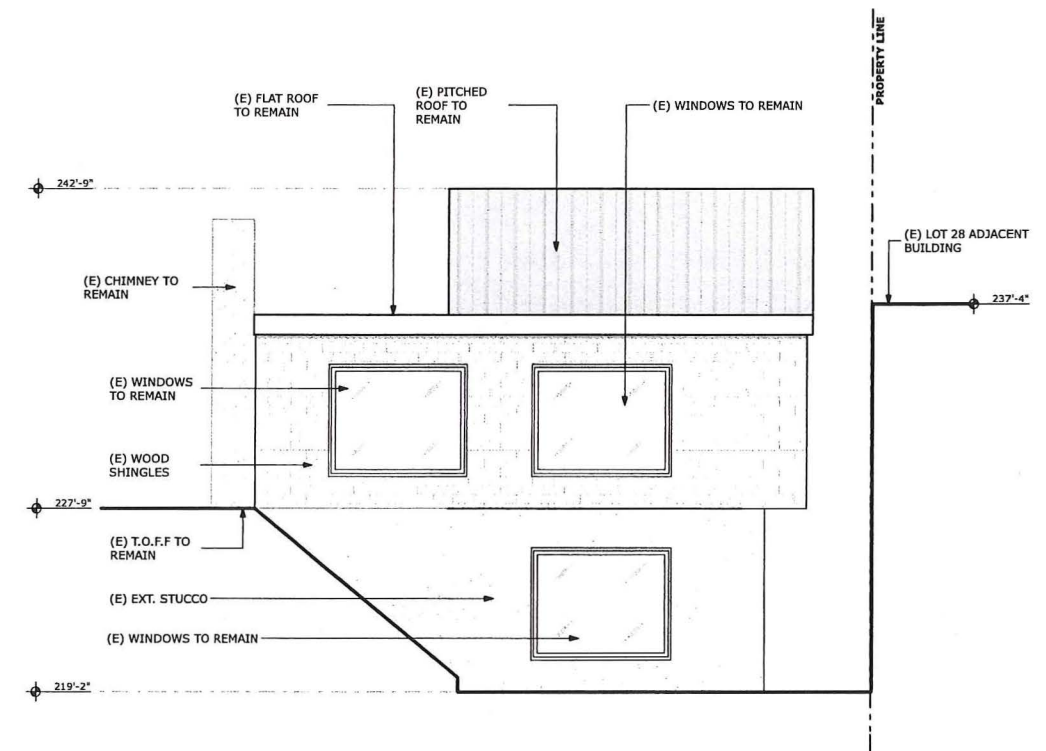 PROPERTY LINE
(E) FLAT ROOF
TO REMAIN
(E) PITCHED
ROOF TO
REMAIN
(E) WINDOWS TO REMAIN
242'-9"
(E) LOT 28 ADJACENT
BUILDING
237'-4"
(E) CHIMNEY TO
REMAIN
(E) WINDOWS
TO REMAIN
(E) WOOD
SHINGLES
227'-9"
(E) T.O.F.F TO
REMAIN
(E) EXT. STUCCO
(E) WINDOWS TO REMAIN
219'-2"